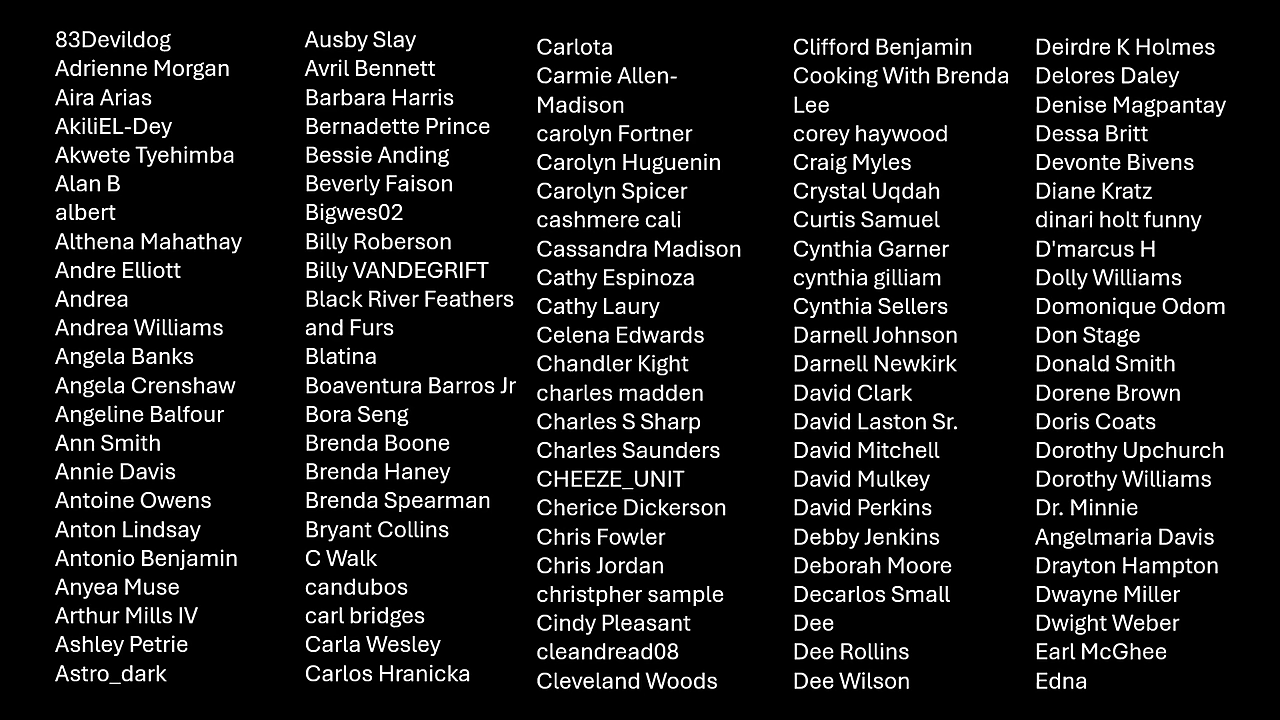 83Devildog
Adrienne Morgan
Aira Arias
AkiliEL-Dey
Akwete Tyehimba
Alan B
albert
Althena Mahathay
Andre Elliott
Andrea
Andrea Williams
Angela Banks
Angela Crenshaw
Angeline Balfour
Ann Smith
Annie Davis
Antoine Owens
Anton Lindsay
Antonio Benjamin
Anyea Muse
Arthur Mills IV
Ashley Petrie
Astro_dark
Ausby Slay
Avril Bennett
Barbara Harris
Bernadette Prince
Bessie Anding
Beverly Faison
Bigwes02
Billy Roberson
Billy VANDEGRIFT
Black River Feathers
and Furs
Blatina
Boaventura Barros Jr
Bora Seng
Brenda Boone
Brenda Haney
Brenda Spearman
Bryant Collins
C Walk
candubos
carl bridges
Carla Wesley
Carlos Hranicka
Carlota
Carmie Allen-
Madison
carolyn Fortner
Carolyn Huguenin
Carolyn Spicer
cashmere cali
Cassandra Madison
Cathy Espinoza
Cathy Laury
Celena Edwards
Chandler Kight
charles madden
Charles S Sharp
Charles Saunders
CHEEZE_UNIT
Cherice Dickerson
Chris Fowler
Chris Jordan
christpher sample
Cindy Pleasant
cleandread08
Cleveland Woods
Clifford Benjamin
Cooking With Brenda
Lee
corey haywood
Craig Myles
Crystal Uqdah
Curtis Samuel
Cynthia Garner
cynthia gilliam
Cynthia Sellers
Darnell Johnson
Darnell Newkirk
David Clark
David Laston Sr.
David Mitchell
David Mulkey
David Perkins
Debby Jenkins
Deborah Moore
Decarlos Small
Dee
Dee Rollins
Dee Wilson
Deirdre K Holmes
Delores Daley
Denise Magpantay
Dessa Britt
Devonte Bivens
Diane Kratz
dinari holt funny
D'marcus H
Dolly Williams
Domonique Odom
Don Stage
Donald Smith
Dorene Brown
Doris Coats
Dorothy Upchurch
Dorothy Williams
Dr. Minnie
Angelmaria Davis
Drayton Hampton
Dwayne Miller
Dwight Weber
Earl McGhee
Edna